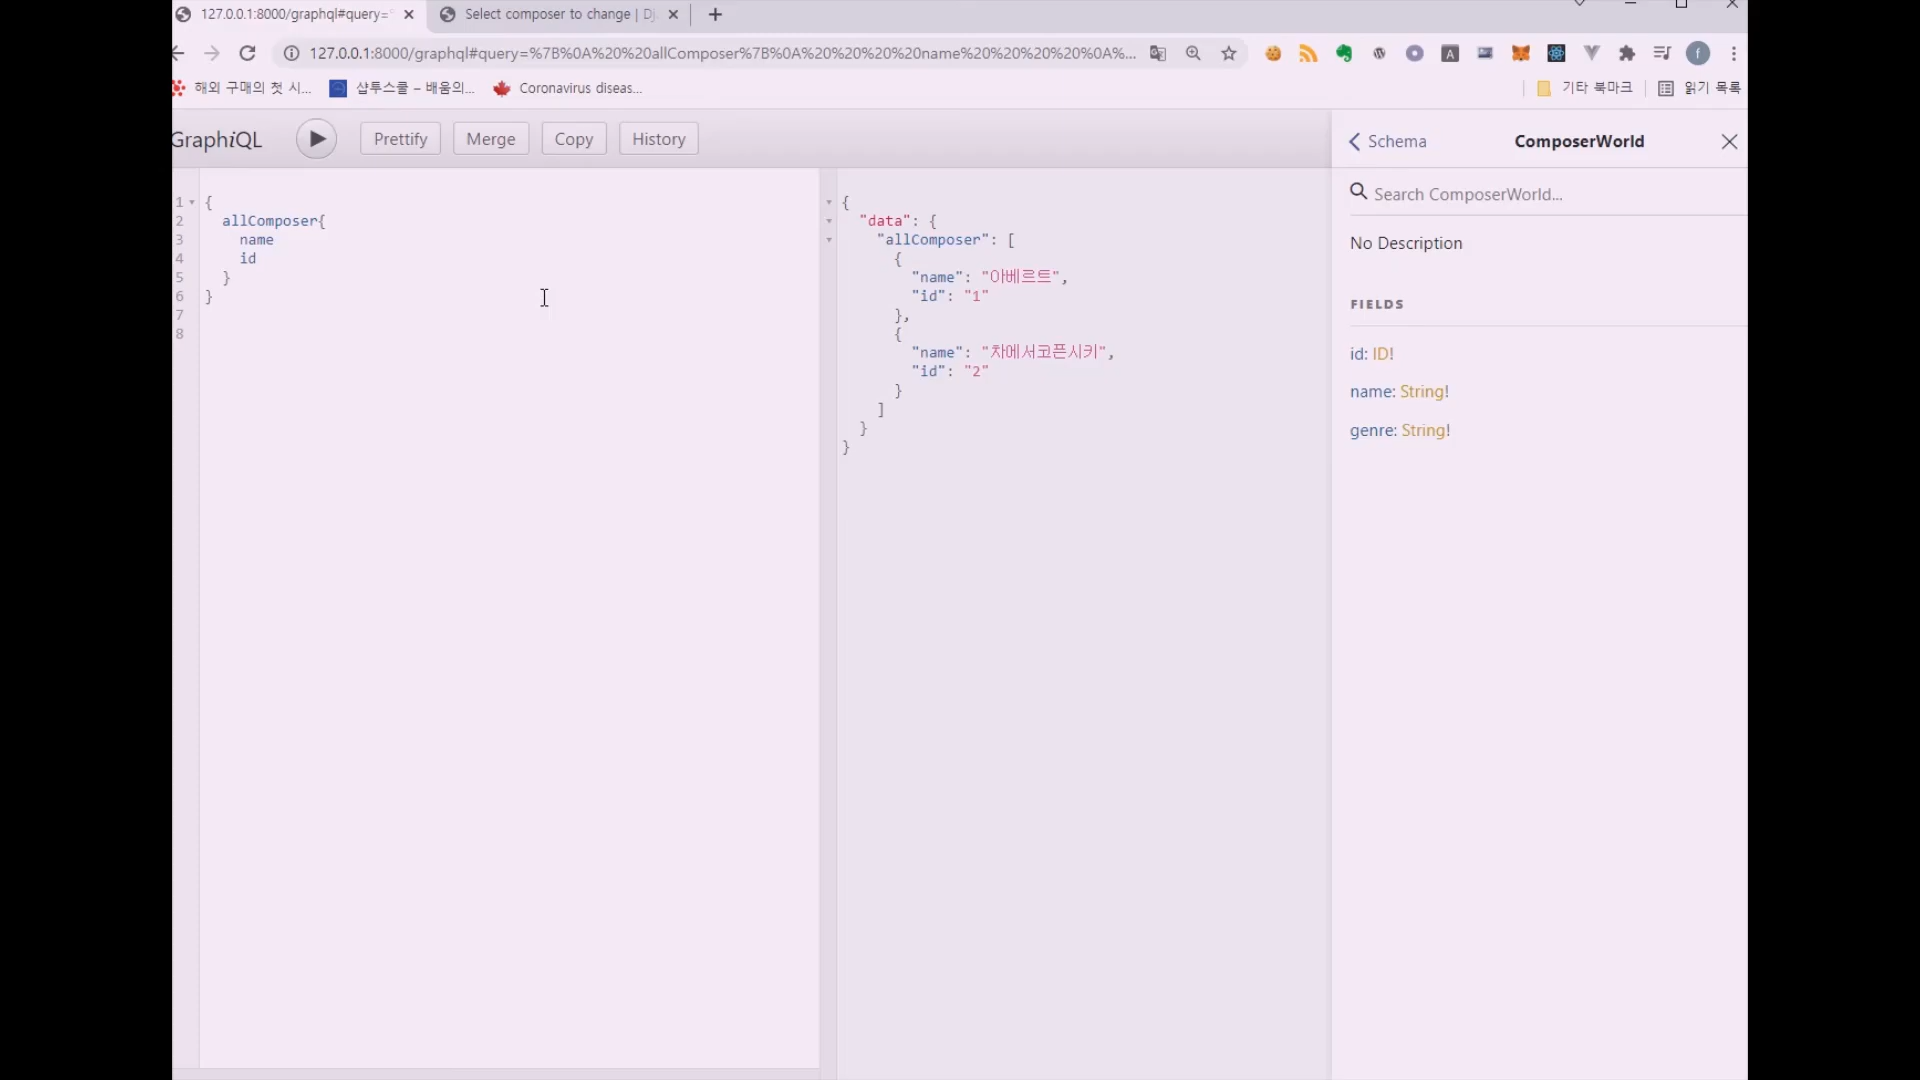 127.0.0.1:8000/graphql#query=
Select composer to change | Dj
127.0.0.1:8000/graphql#query=%7B%0A%20%20allComposer%7B%0A%20%20%20%20name%20%20%20%20%0A%...
해외 구매의 첫 시...
샵투스쿨 – 배움의...
Coronavirus diseas...
기타 북마크
읽기 목록
GraphiQL
Prettify
Merge
Copy
History
Schema
ComposerWorld
1 {
2 allComposer{
3 name
4 id
5 }
6 }
7
8
{
"data": {
"allComposer": [
{
"name": "아베르트",
"id": "1"
},
{
"name": "차에서코픈시키",
"id": "2"
}
]
}
}
Search ComposerWorld...
No Description
FIELDS
id: ID!
name: String!
genre: String!